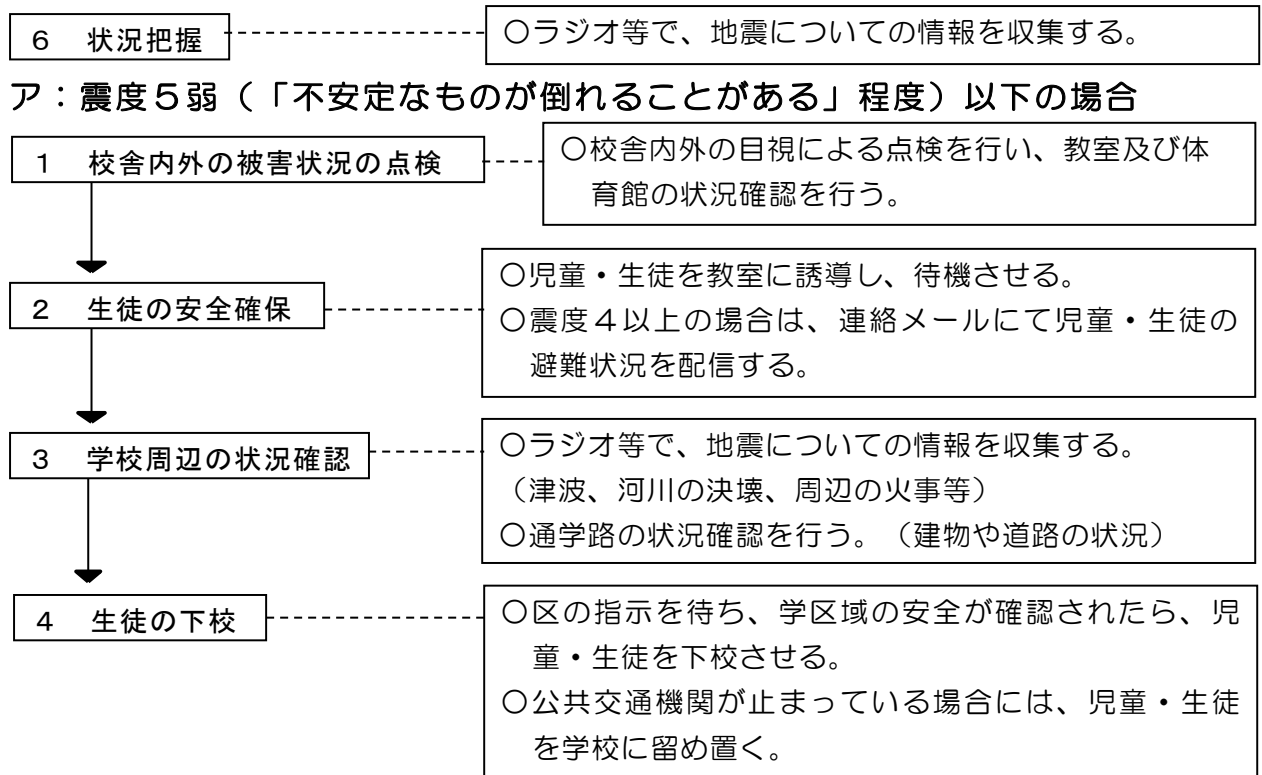 6 状況把握
○ラジオ等で、地震についての情報を収集する。
ア：震度5弱（「不安定なものが倒れることがある」程度）以下の場合
1 校舎内外の被害状況の点検
○校舎内外の目視による点検を行い、教室及び体
育館の状況確認を行う。
2 生徒の安全確保
○児童・生徒を教室に誘導し、待機させる。
○震度4以上の場合は、連絡メールにて児童・生徒の
避難状況を配信する。
3 学校周辺の状況確認
○ラジオ等で、地震についての情報を収集する。
（津波、河川の決壊、周辺の火事等）
○通学路の状況確認を行う。（建物や道路の状況）
4 生徒の下校
○区の指示を待ち、学区域の安全が確認されたら、児
童・生徒を下校させる。
○公共交通機関が止まっている場合には、児童・生徒
を学校に留め置く。